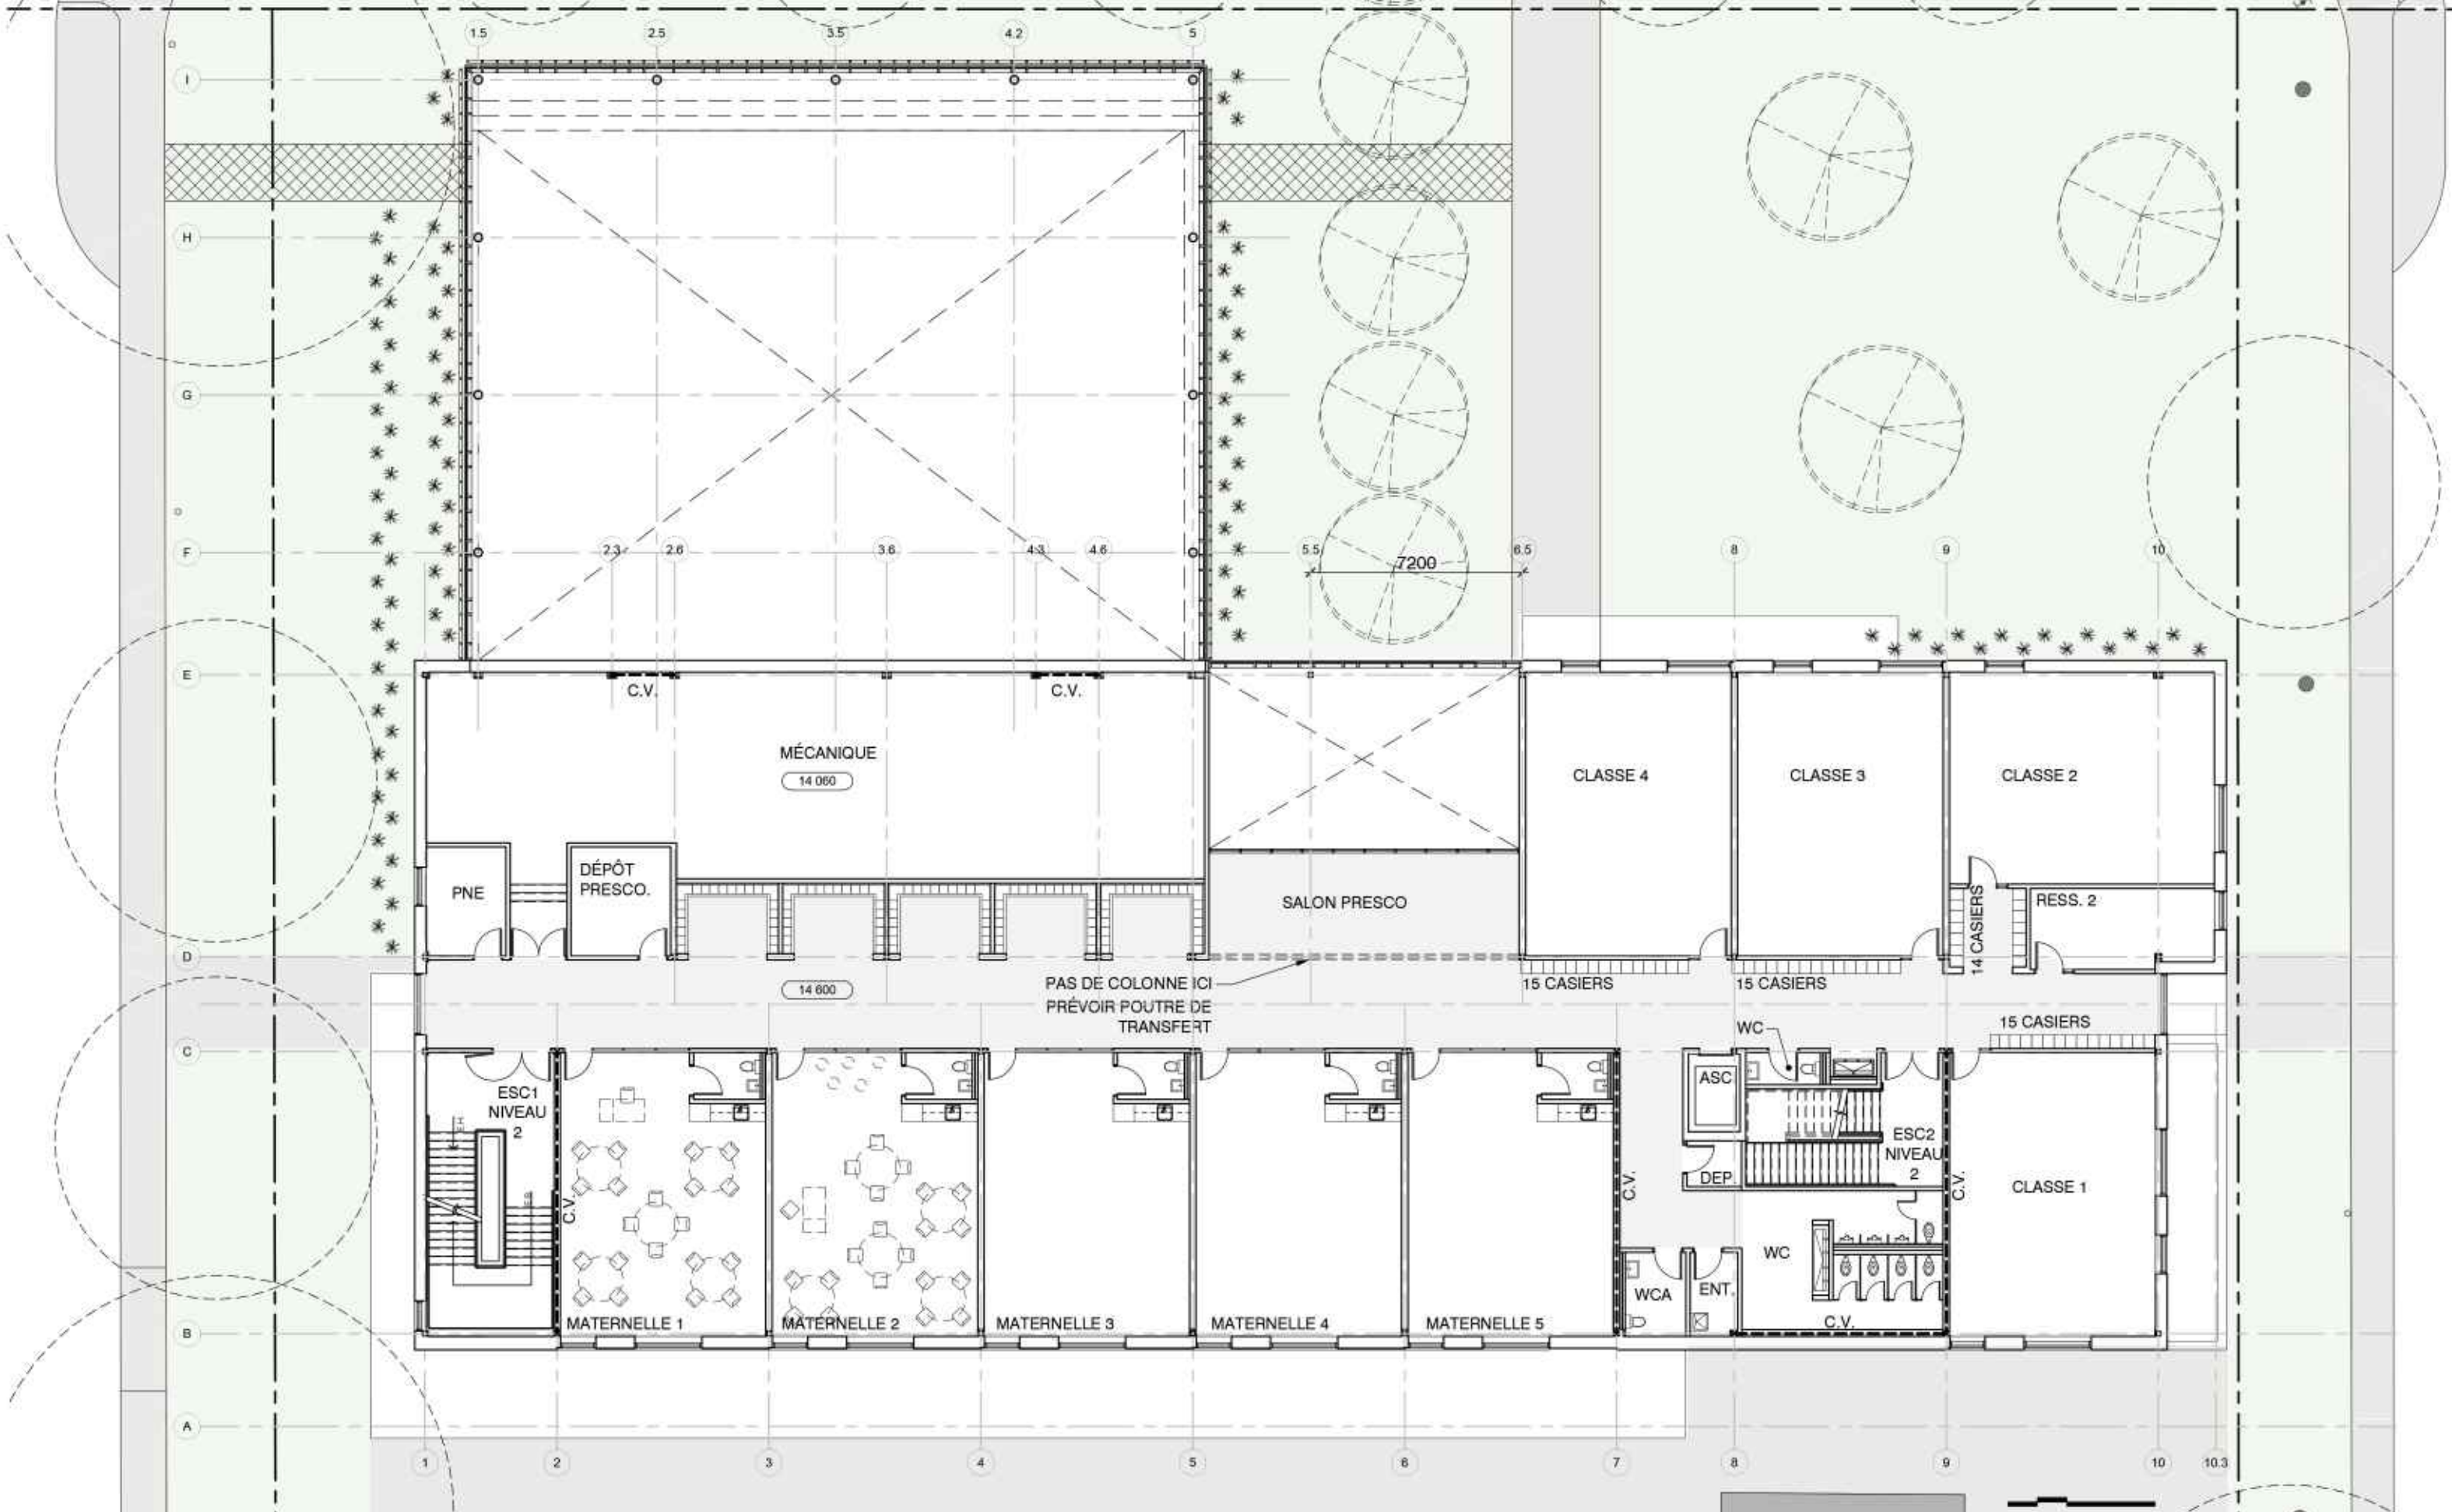 1.5 2.5 3.5 4.2 5
I
H
G
F
2.3 2.6 3.6 4.3 4.6 5.5 6.5 8 9 10
7200
E
C.V. C.V.
MÉCANIQUE
14 060
CLASSE 4 CLASSE 3 CLASSE 2
PNE
DÉPÔT
PRESCO.
SALON PRESCO
14 CASIERS
RESS. 2
D
14 600
PAS DE COLONNE ICI
PRÉVOIR POUTRE DE
TRANSFERT
15 CASIERS
15 CASIERS
15 CASIERS
WC
C
ESC1
NIVEAU
2
ASC
DEP.
ESC2
NIVEAU
2
C.V.
C.V.
C.V.
CLASSE 1
WC
WCA
ENT.
C.V.
B
MATERNELLE 1
MATERNELLE 2
MATERNELLE 3
MATERNELLE 4
MATERNELLE 5
A
1 2 3 4 5 6 7 8 9 10 10.3